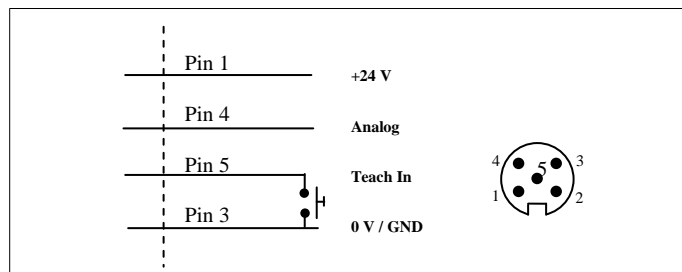 Pin 1
+24 V
Pin 4
Analog
Pin 5
Teach In
Pin 3
0 V / GND
4 5 3
1 2